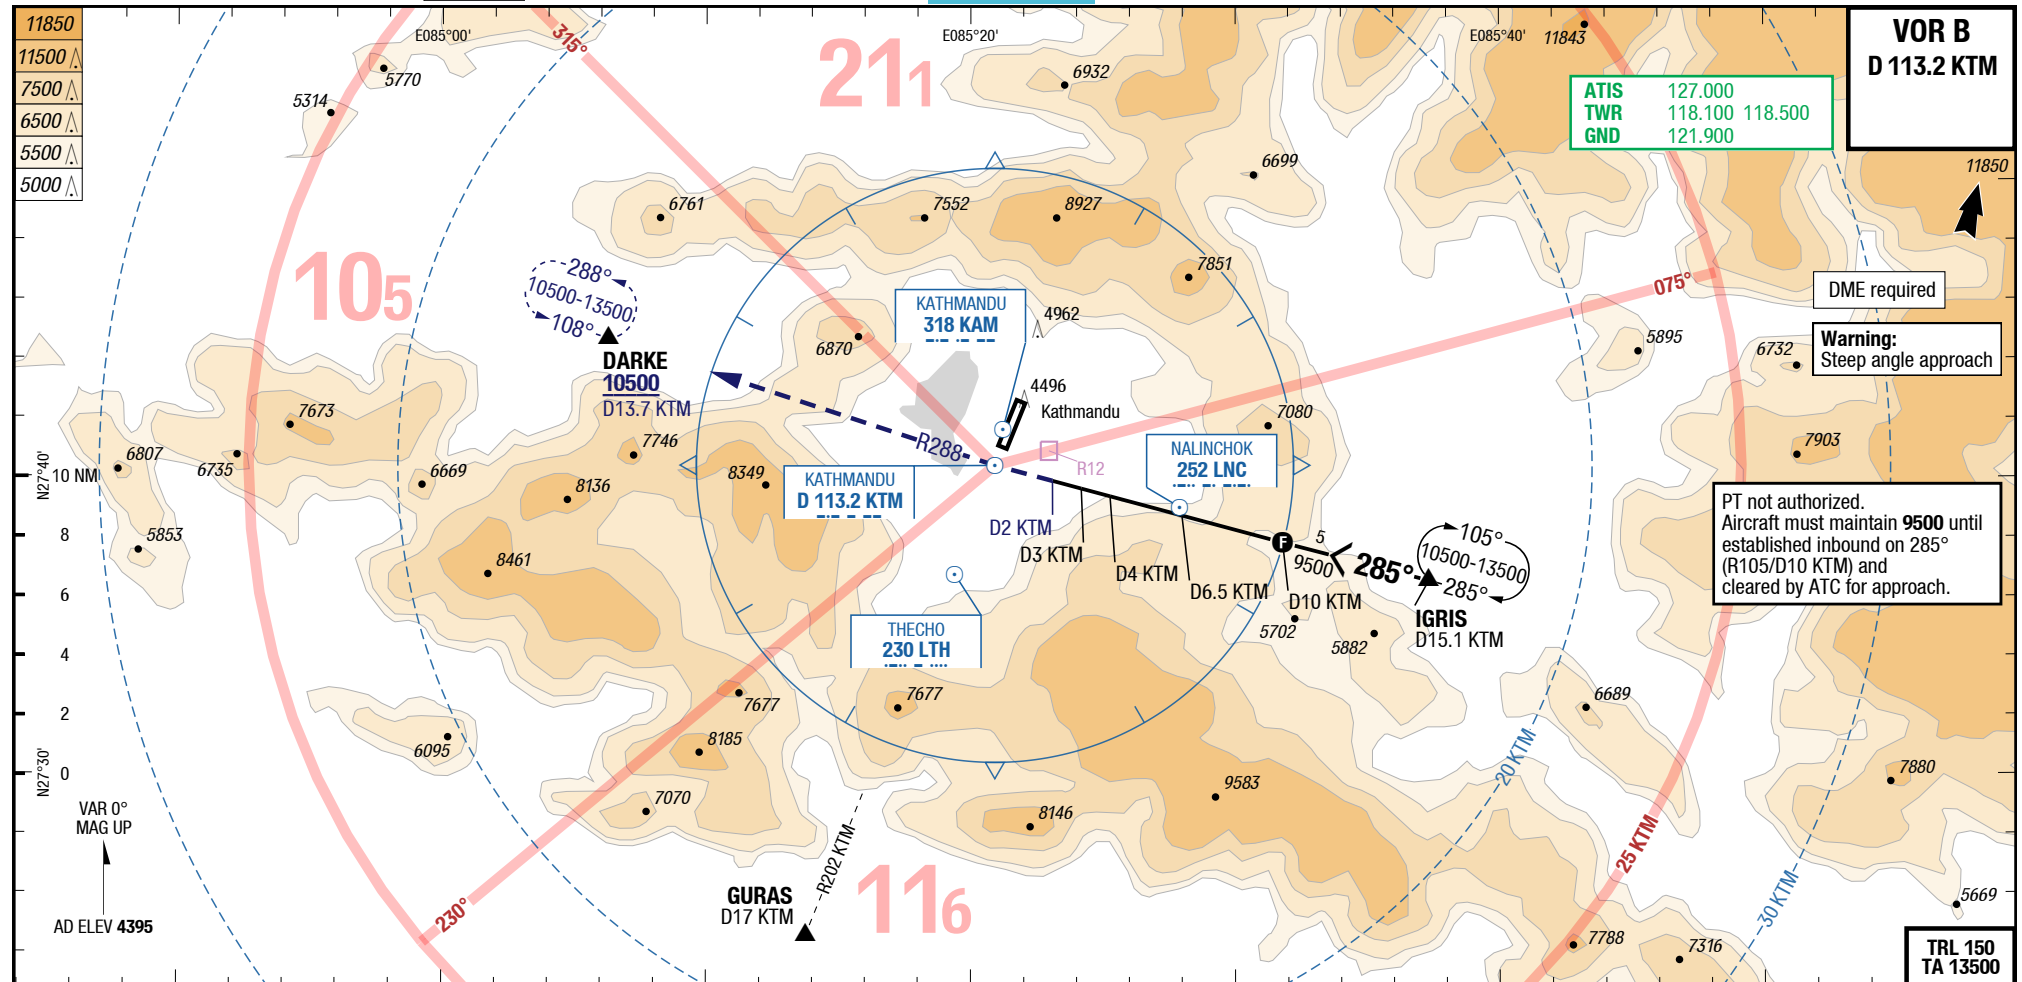 11850
11500
7500
6500
5500
5000
E085°00'
E085°20'
E085°40'
VOR B
D 113.2 KTM
ATIS 127.000
TWR 118.100 118.500
GND 121.900
11850
DME required
Warning:
Steep angle approach
PT not authorized.
Aircraft must maintain 9500 until
established inbound on 285°
(R105/D10 KTM) and
cleared by ATC for approach.
TRL 150
TA 13500
315°
211
105
116
075°
230°
5770
5314
6932
11843
6699
6761
7552
8927
7851
288°
10500-13500
108°
DARKE
10500
D13.7 KTM
KATHMANDU
318 KAM
4962
4496
Kathmandu
6870
5895
6732
7903
7080
7673
6807
6735
6669
7746
8136
8349
8461
5853
R288
R12
KATHMANDU
D 113.2 KTM
NALINCHOK
252 LNC
D2 KTM
D3 KTM
D4 KTM
D6.5 KTM
D10 KTM
F
5
9500
285°
105°
10500-13500
285°
IGRIS
D15.1 KTM
5702
5882
THECHO
230 LTH
7677
7677
8185
7070
6095
6689
7880
9583
8146
5669
7788
7316
20 KTM
25 KTM
30 KTM
R202 KTM
GURAS
D17 KTM
N27°40'
10 NM
8
6
4
2
0
N27°30'
VAR 0°
MAG UP
AD ELEV 4395